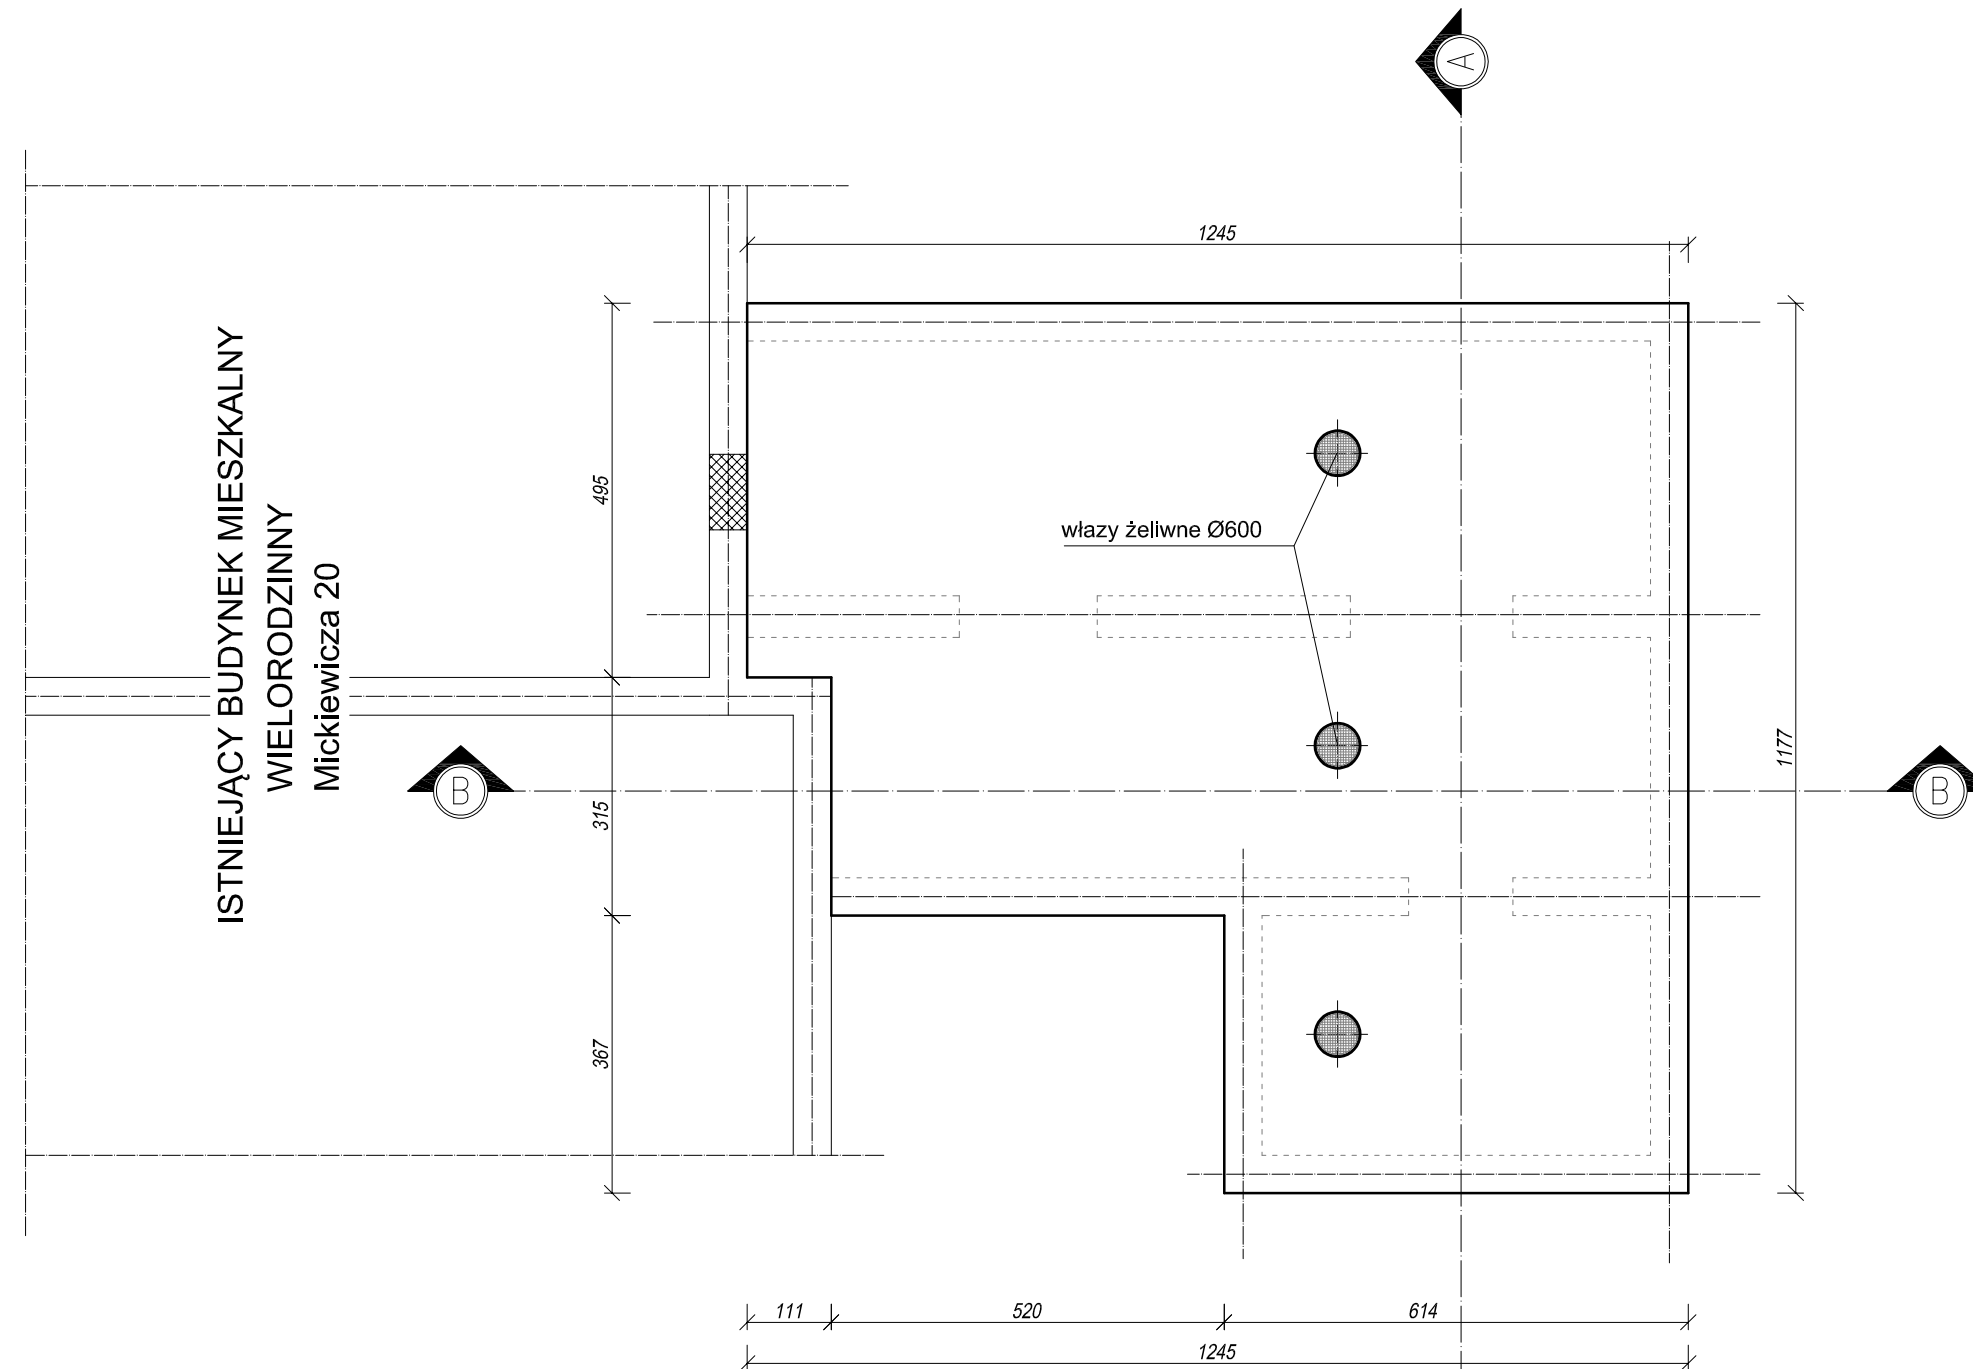 A
1245
ISTNIEJĄCY BUDYNEK MIESZKALNY
WIELORODZINNY
Mickiewicza 20
495
włazy żeliwne Ø600
1177
B
315
B
367
111
520
614
1245